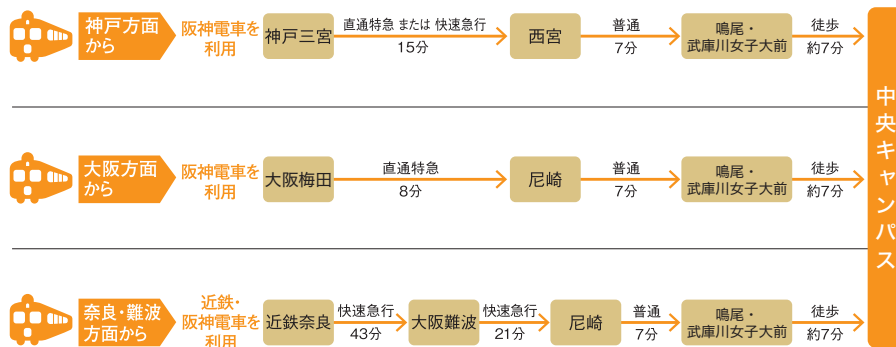 神戸方面
から
阪神電車を
利用
神戸三宮
直通特急 または 快速急行
15分
西宮
普通
7分
鳴尾・
武庫川女子大前
徒歩
約7分
大阪方面
から
阪神電車を
利用
大阪梅田
直通特急
8分
尼崎
普通
7分
鳴尾・
武庫川女子大前
徒歩
約7分
奈良・難波
方面から
近鉄・
阪神電車を
利用
近鉄奈良
快速急行
43分
大阪難波
快速急行
21分
尼崎
普通
7分
鳴尾・
武庫川女子大前
徒歩
約7分
中央キャンパス